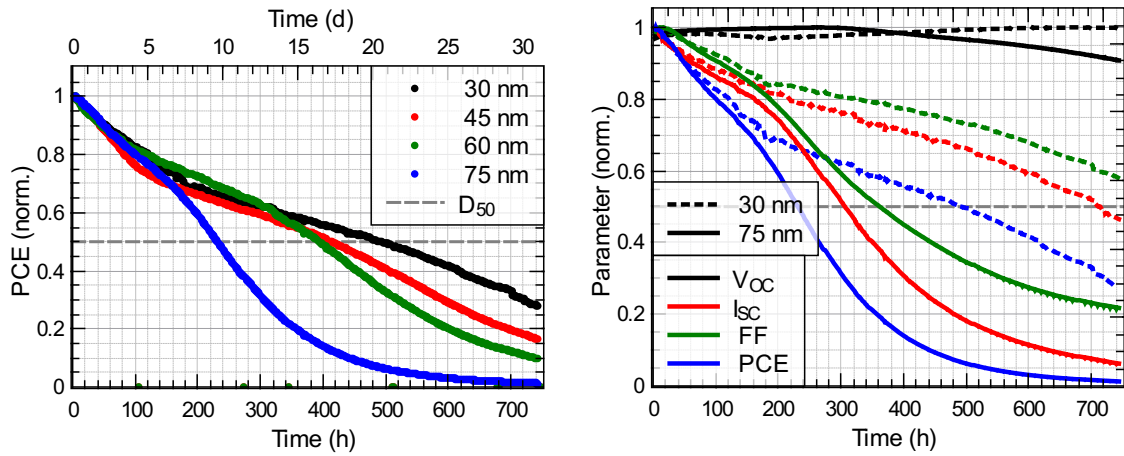 Time (d)
0 5 10 15 20 25 30
PCE (norm.)
1
0.8
0.6
0.4
0.2
0
30 nm
45 nm
60 nm
75 nm
D50
0 100 200 300 400 500 600 700
Time (h)
Parameter (norm.)
1
0.8
0.6
0.4
0.2
0
30 nm
75 nm
VOC
ISC
FF
PCE
0 100 200 300 400 500 600 700
Time (h)